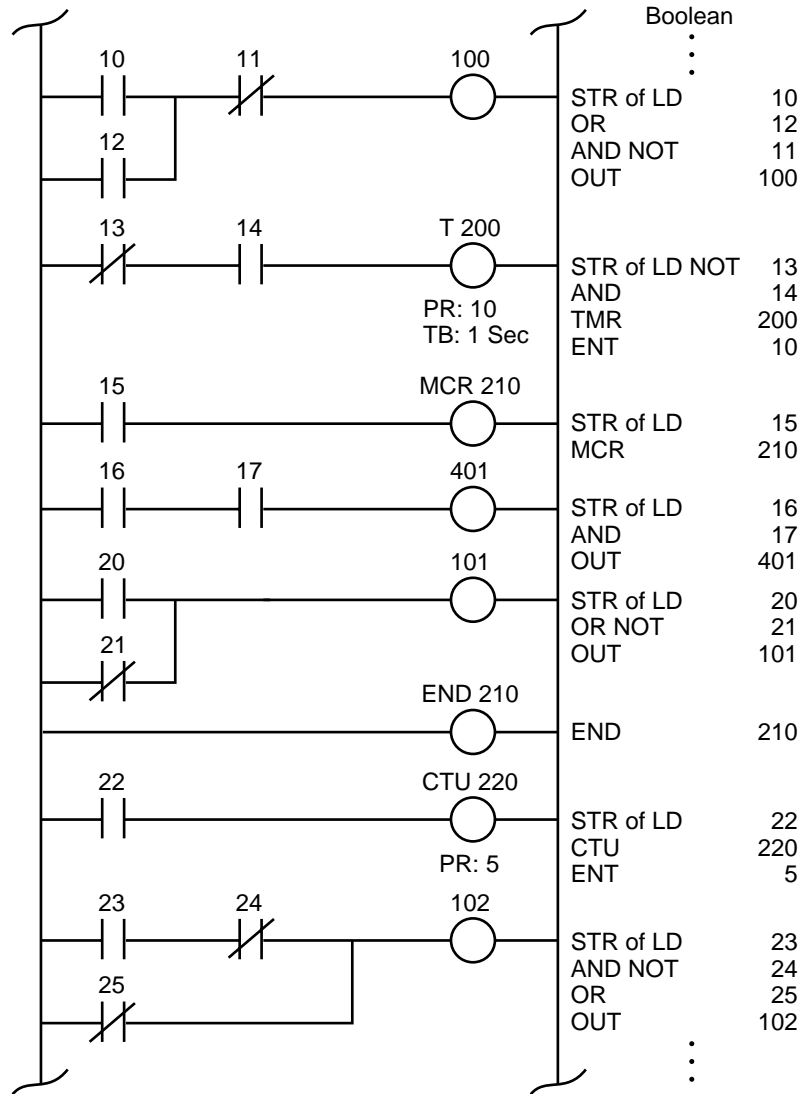 Boolean
10 11 100
12
STR of LD 10
OR 12
AND NOT 11
OUT 100
13 14 T 200
PR: 10
TB: 1 Sec
STR of LD NOT 13
AND 14
TMR 200
ENT 10
15 MCR 210
STR of LD 15
MCR 210
16 17 401
STR of LD 16
AND 17
OUT 401
20 101
21
STR of LD 20
OR NOT 21
OUT 101
END 210
END 210
22 CTU 220
PR: 5
STR of LD 22
CTU 220
ENT 5
23 24 102
25
STR of LD 23
AND NOT 24
OR 25
OUT 102